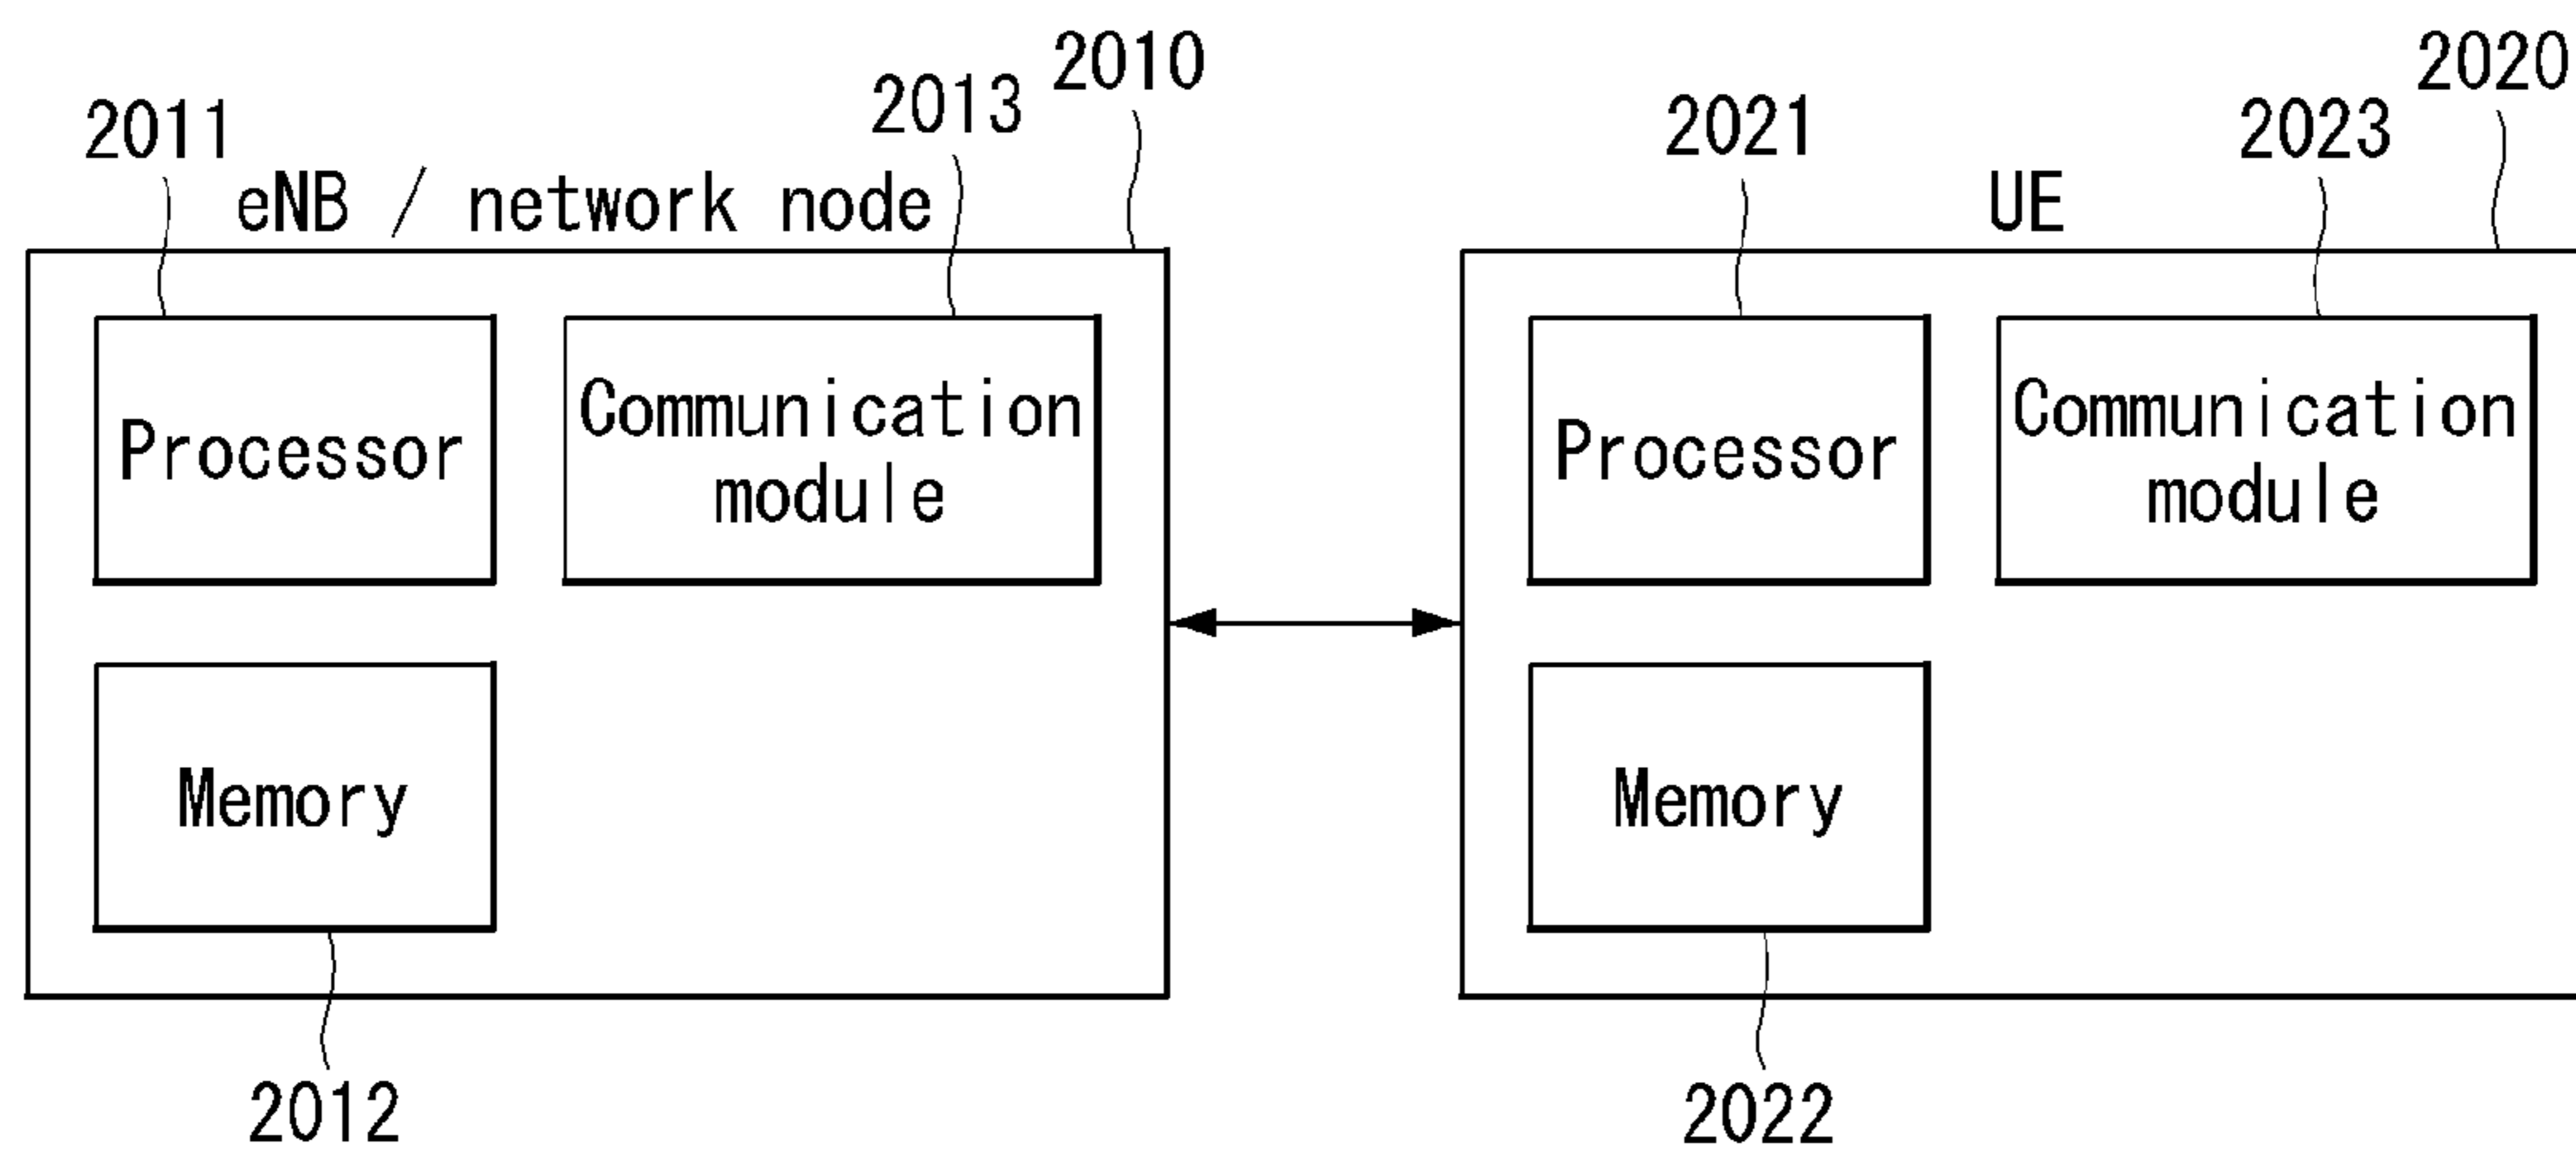 2010
2020
2011
2013
2021
2023
eNB / network node
UE
Processor
Communication
module
Processor
Communication
module
Memory
Memory
2012
2022